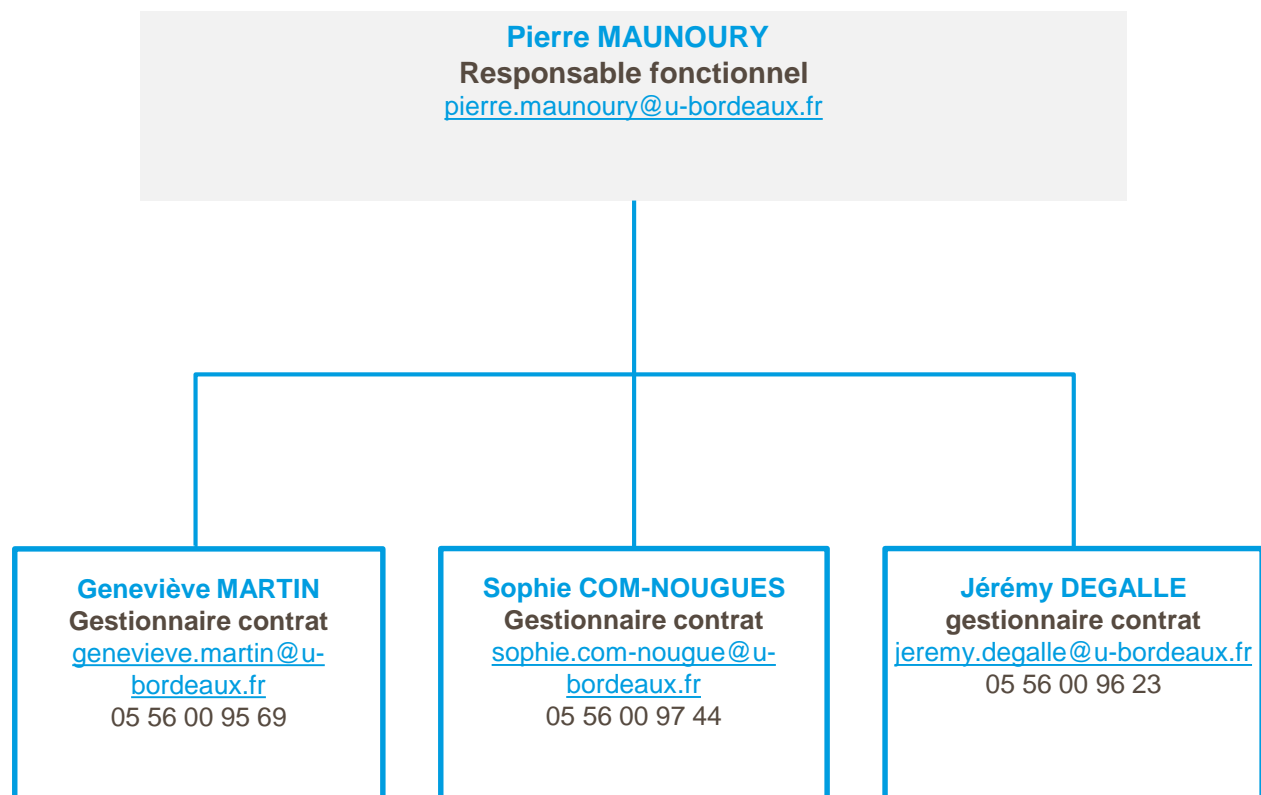 Pierre MAUNOURY
Responsable fonctionnel
pierre.maunoury@u-bordeaux.fr
Geneviève MARTIN
Gestionnaire contrat
genevieve.martin@u-
bordeaux.fr
05 56 00 95 69
Sophie COM-NOUGUES
Gestionnaire contrat
sophie.com-nougue@u-
bordeaux.fr
05 56 00 97 44
Jérémy DEGALLE
gestionnaire contrat
jeremy.degalle@u-bordeaux.fr
05 56 00 96 23